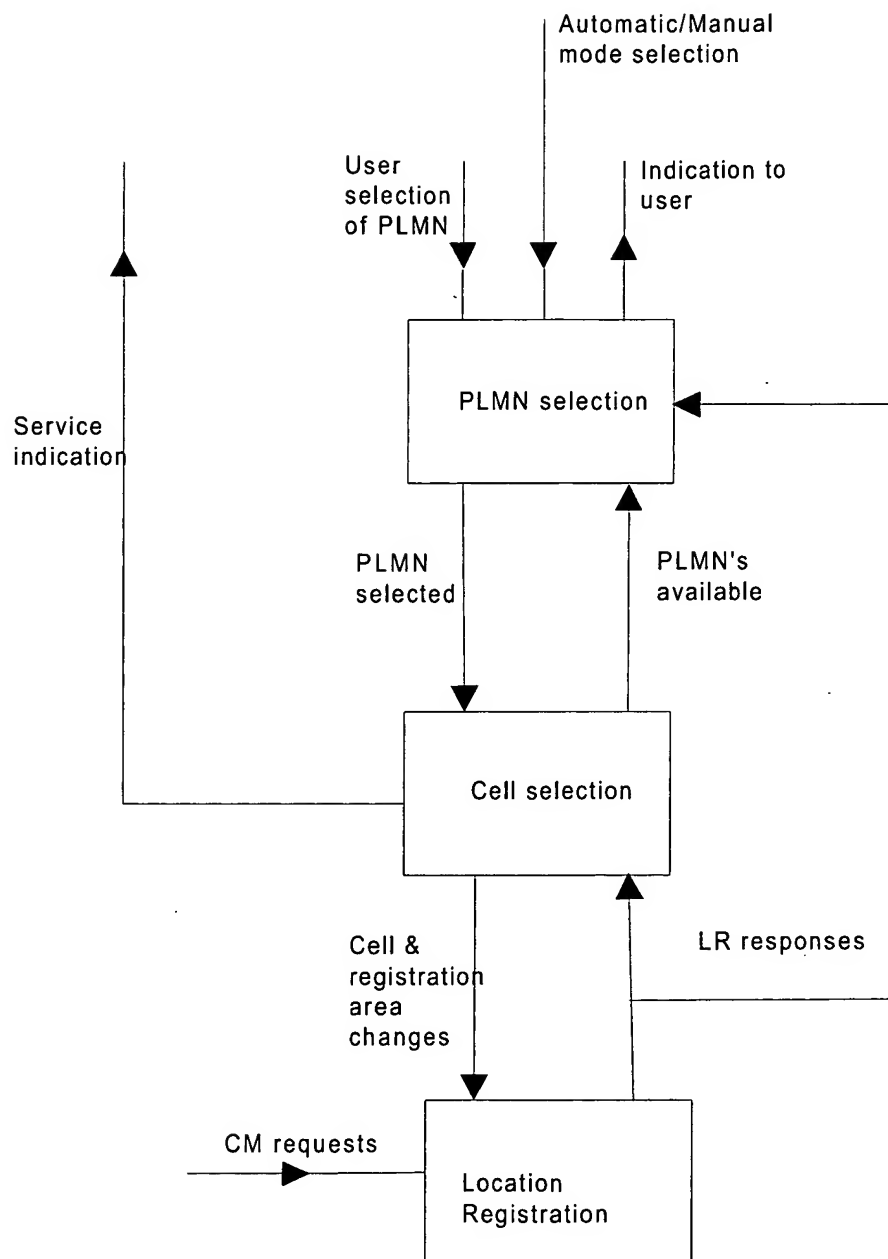 Automatic/Manual
mode selection
User
selection
of PLMN
Indication to
user
PLMN selection
Service
indication
PLMN
selected
PLMN's
available
Cell selection
Cell &
registration
area
changes
LR responses
CM requests
Location
Registration